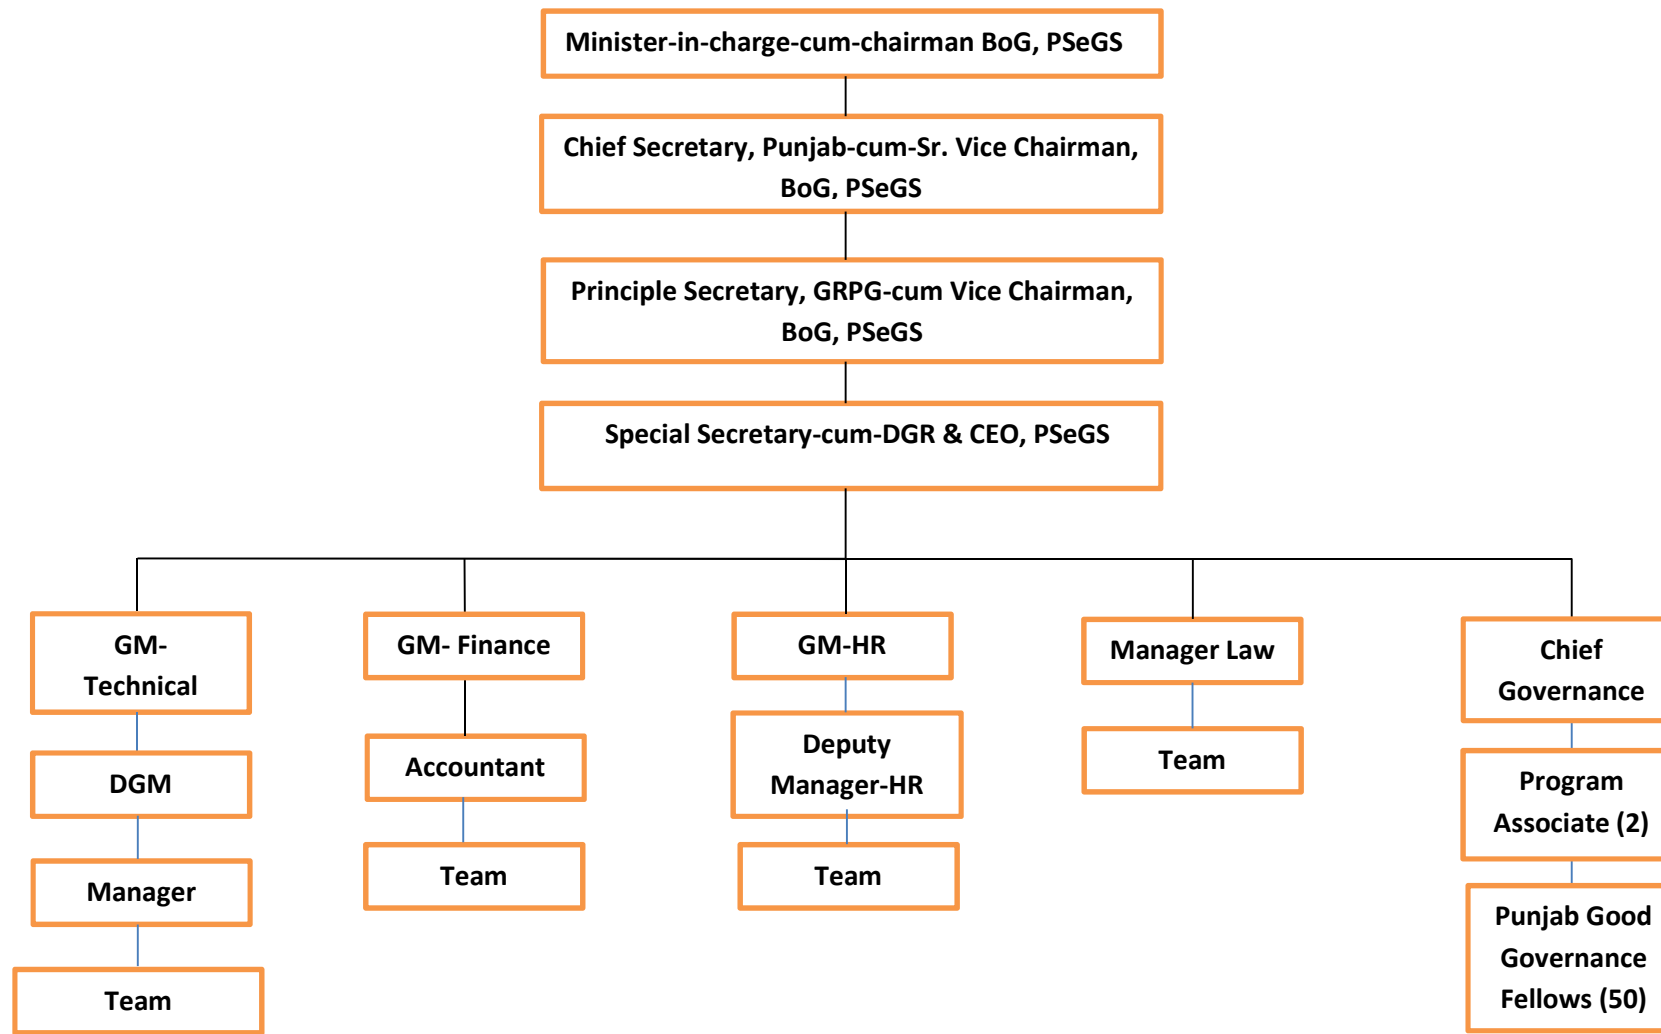 Minister-in-charge-cum-chairman BoG, PSeGS
Chief Secretary, Punjab-cum-Sr. Vice Chairman,
BoG, PSeGS
Principle Secretary, GRPG-cum Vice Chairman,
BoG, PSeGS
Special Secretary-cum-DGR & CEO, PSeGS
GM-
Technical
DGM
Manager
Team
GM- Finance
Accountant
Team
GM-HR
Deputy
Manager-HR
Team
Manager Law
Team
Chief
Governance
Program
Associate (2)
Punjab Good
Governance
Fellows (50)